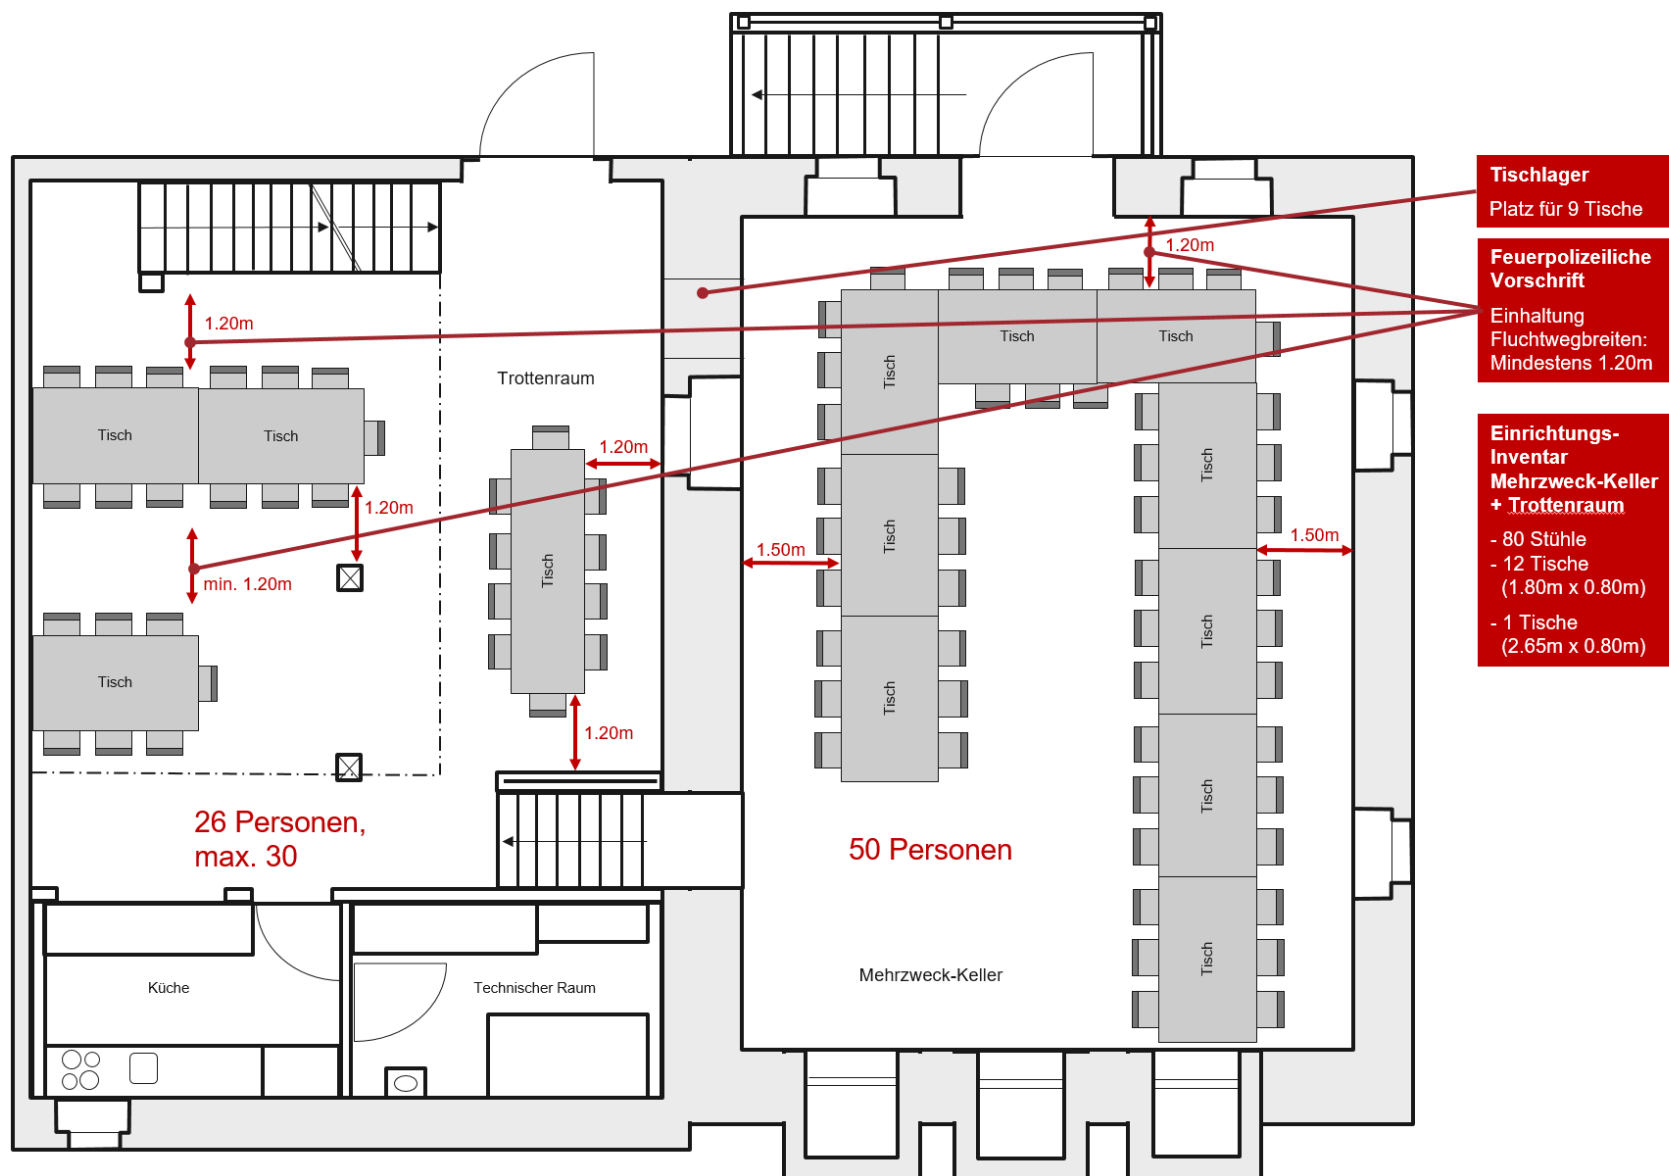 Tischlager
Platz für 9 Tische
1.20m
Feuerpolizeiliche
Vorschrift
Einhaltung
Fluchtwegbreiten:
Mindestens 1.20m
1.20m
Tisch
Tisch
Tisch
Trottenraum
Tisch
Tisch
1.20m
1.20m
Tisch
Einrichtungs-
Inventar
Mehrzweck-Keller
+ Trottenraum
- 80 Stühle
- 12 Tische
(1.80m x 0.80m)
- 1 Tische
(2.65m x 0.80m)
Tisch
1.50m
1.50m
Tisch
min. 1.20m
Tisch
Tisch
Tisch
Tisch
1.20m
Tisch
26 Personen,
max. 30
50 Personen
Tisch
Mehrzweck-Keller
Küche
Technischer Raum